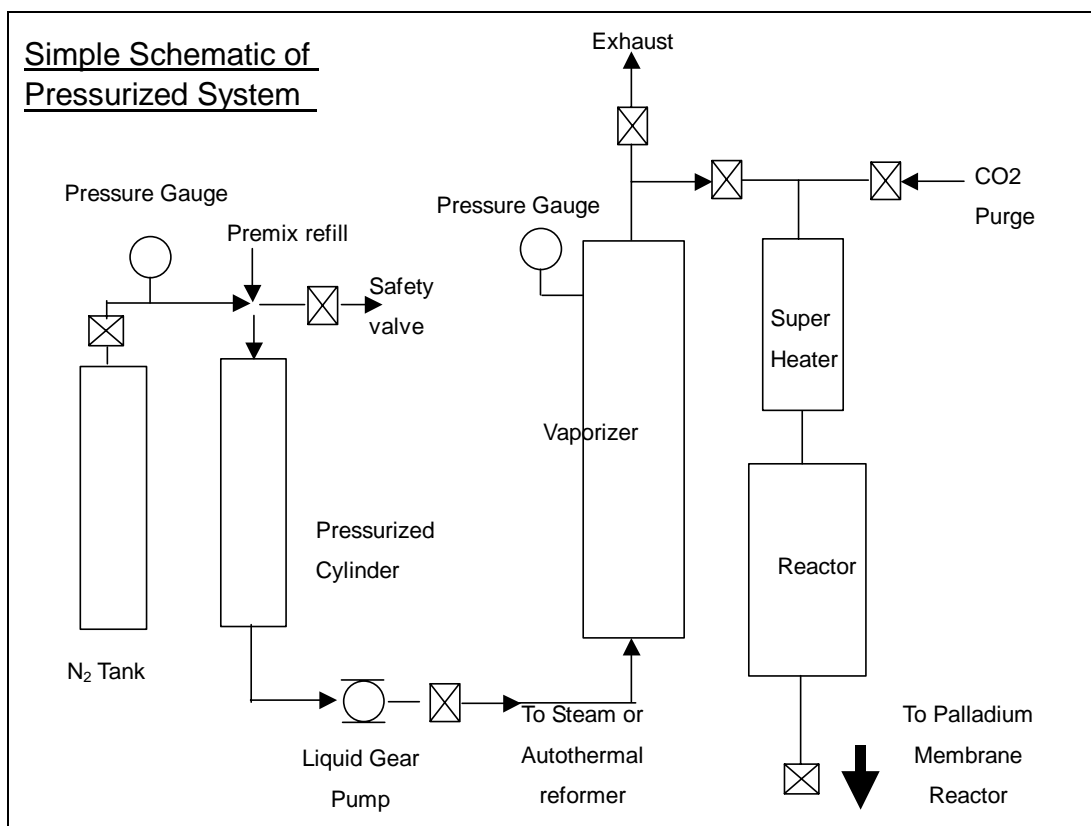 Simple Schematic of
Pressurized System
Exhaust
Pressure Gauge
Premix refill
Safety
valve
Pressure Gauge
CO2
Purge
Super
Heater
Vaporizer
Pressurized
Cylinder
Reactor
N₂ Tank
Liquid Gear
Pump
To Steam or
Autothermal
reformer
To Palladium
Membrane
Reactor